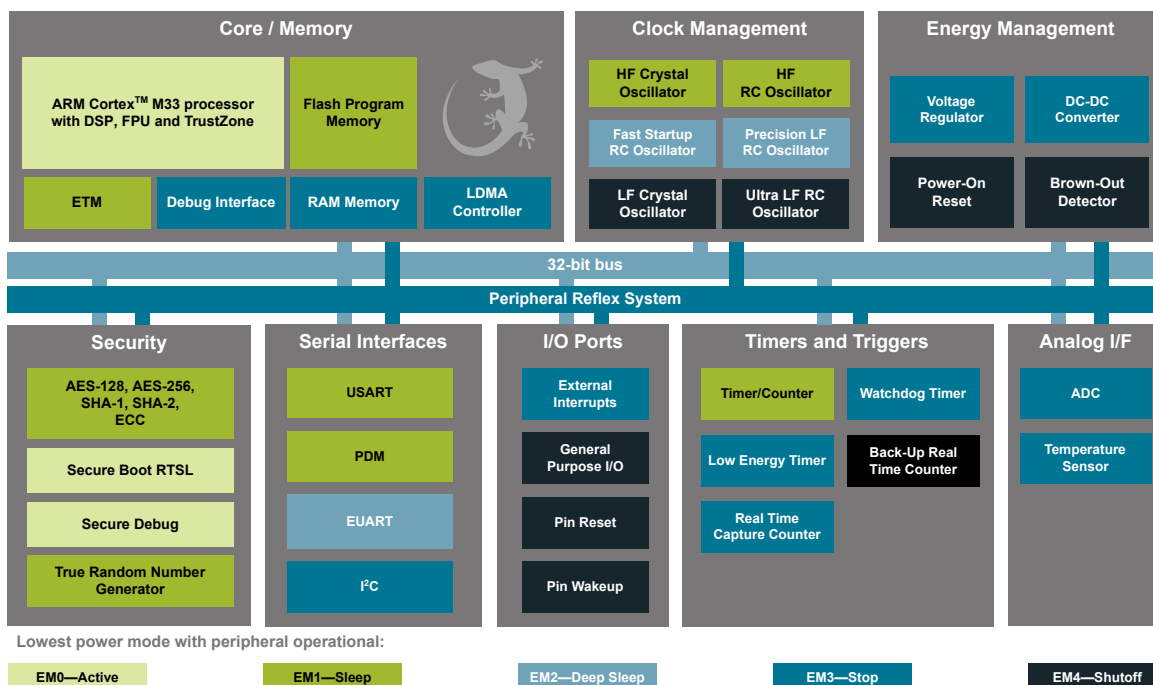 Core / Memory
ARM Cortex™ M33 processor
with DSP, FPU and TrustZone
Flash Program
Memory
ETM
Debug Interface
RAM Memory
LDMA
Controller
Clock Management
HF Crystal
Oscillator
HF
RC Oscillator
Fast Startup
RC Oscillator
Precision LF
RC Oscillator
LF Crystal
Oscillator
Ultra LF RC
Oscillator
Energy Management
Voltage
Regulator
DC-DC
Converter
Power-On
Reset
Brown-Out
Detector
32-bit bus
Peripheral Reflex System
Security
AES-128, AES-256,
SHA-1, SHA-2,
ECC
Secure Boot RTSL
Secure Debug
True Random Number
Generator
Serial Interfaces
USART
PDM
EUART
I²C
I/O Ports
External
Interrupts
General
Purpose I/O
Pin Reset
Pin Wakeup
Timers and Triggers
Timer/Counter
Watchdog Timer
Low Energy Timer
Back-Up Real
Time Counter
Real Time
Capture Counter
Analog I/F
ADC
Temperature
Sensor
Lowest power mode with peripheral operational:
EM0—Active
EM1—Sleep
EM2—Deep Sleep
EM3—Stop
EM4—Shutoff